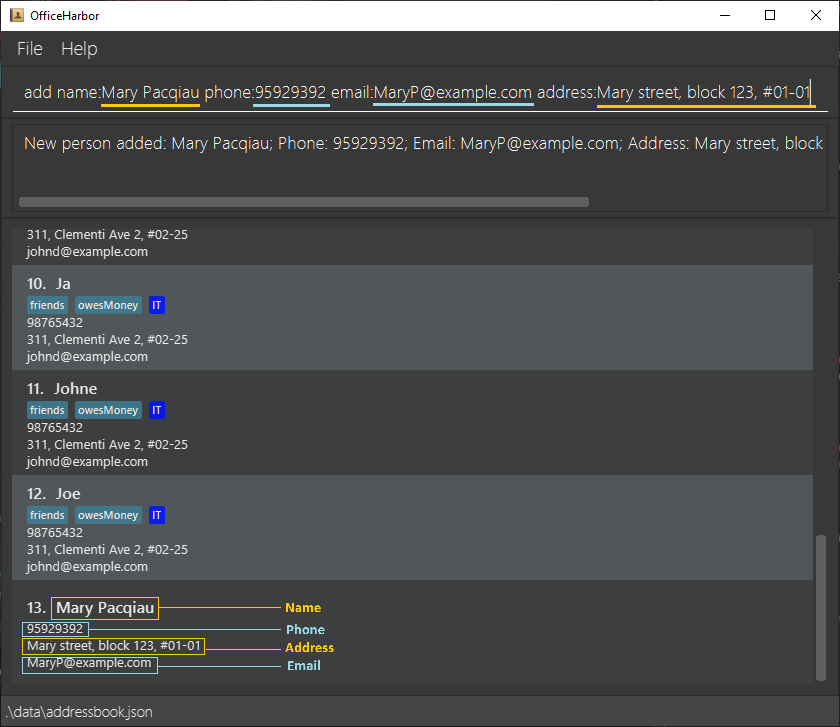 OfficeHarbor
File Help
add name:Mary Pacqiau phone:95929392 email:MaryP@example.com address:Mary street, block 123, #01-01
New person added: Mary Pacqiau; Phone: 95929392; Email: MaryP@example.com; Address: Mary street, block
311, Clementi Ave 2, #02-25
johnd@example.com
10. Ja
friends owesMoney IT
98765432
311, Clementi Ave 2, #02-25
johnd@example.com
11. Johne
friends owesMoney IT
98765432
311, Clementi Ave 2, #02-25
johnd@example.com
12. Joe
friends owesMoney IT
98765432
311, Clementi Ave 2, #02-25
johnd@example.com
13. Mary Pacqiau Name
95929392 Phone
Mary street, block 123, #01-01 Address
MaryP@example.com Email
.\data\addressbook.json